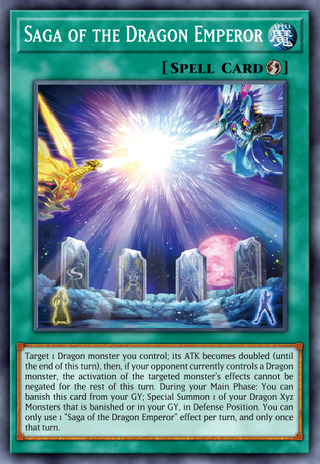 Saga of the Dragon Emperor 魔
[Spell Card]
Target 1 Dragon monster you control; its ATK becomes doubled (until
the end of this turn), then, if your opponent currently controls a Dragon
monster, the activation of the targeted monster's effects cannot be
negated for the rest of this turn. During your Main Phase: You can
banish this card from your GY; Special Summon 1 of your Dragon Xyz
Monsters that is banished or in your GY, in Defense Position. You can
only use 1 "Saga of the Dragon Emperor" effect per turn, and only once
that turn.